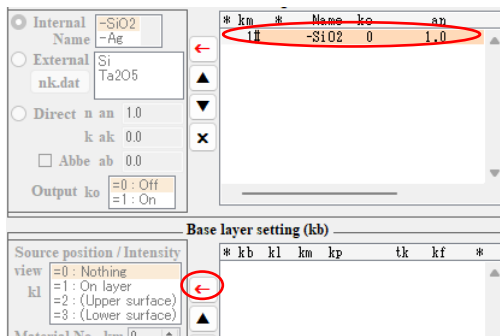 Internal Name
-SiO2
-Ag
External
nk.dat
Si
Ta2O5
Direct n an 1.0
k ak 0.0
Abbe ab 0.0
Output ko
=0 : Off
=1 : On
←
▲
▼
x
* km * Name ko an
1# -SiO2 0 1.0
Base layer setting (kb)
Source position / Intensity
view
kl
=0 : Nothing
=1 : On layer
=2 : (Upper surface)
=3 : (Lower surface)
Material No. km 0
←
▲
* kb kl km kp tk kf *